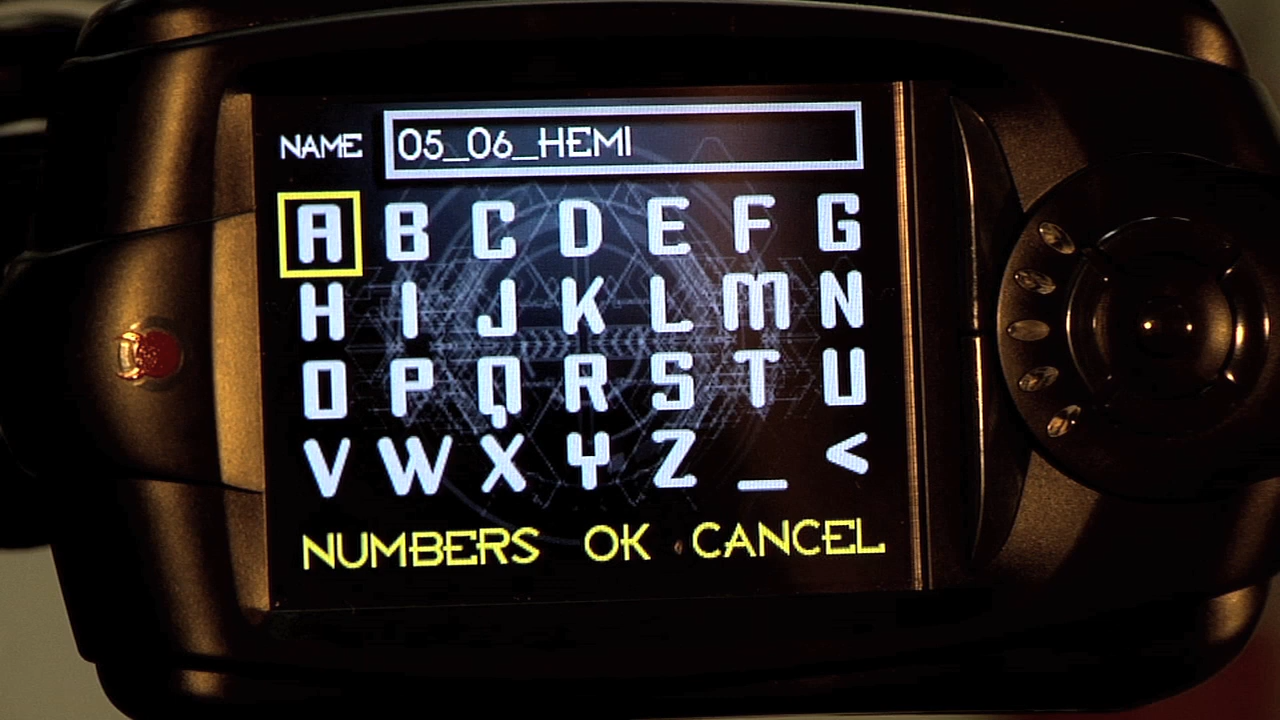 NAME 05_06_HEMI
A B C D E F G
H I J K L M N
O P Q R S T U
V W X Y Z _ <
NUMBERS OK CANCEL